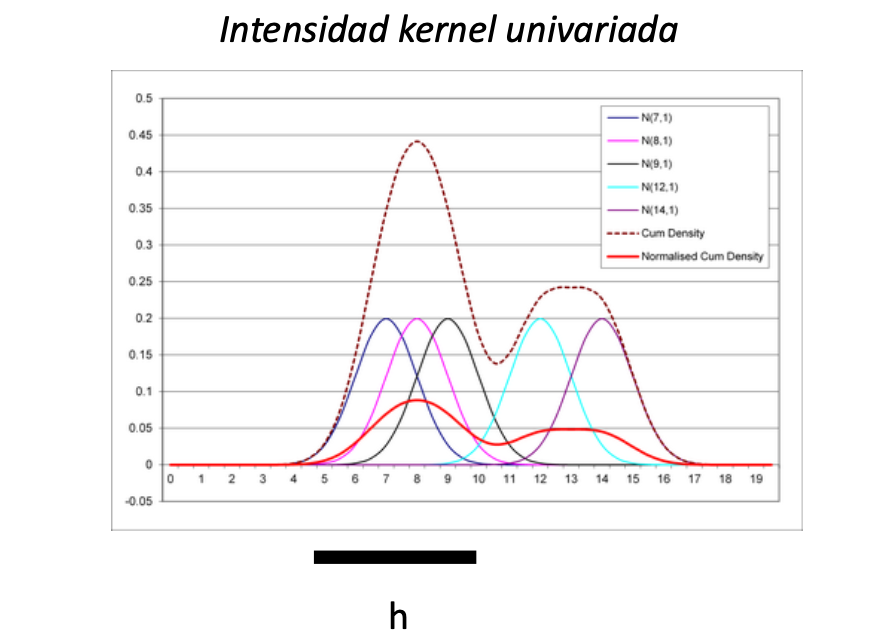 Intensidad kernel univariada
0.5
0.45
0.4
0.35
0.3
0.25
0.2
0.15
0.1
0.05
0
-0.05
N(7,1)
N(8,1)
N(9,1)
N(12,1)
N(14,1)
Cum Density
Normalised Cum Density
0 1 2 3 4 5 6 7 8 9 10 11 12 13 14 15 16 17 18 19
h